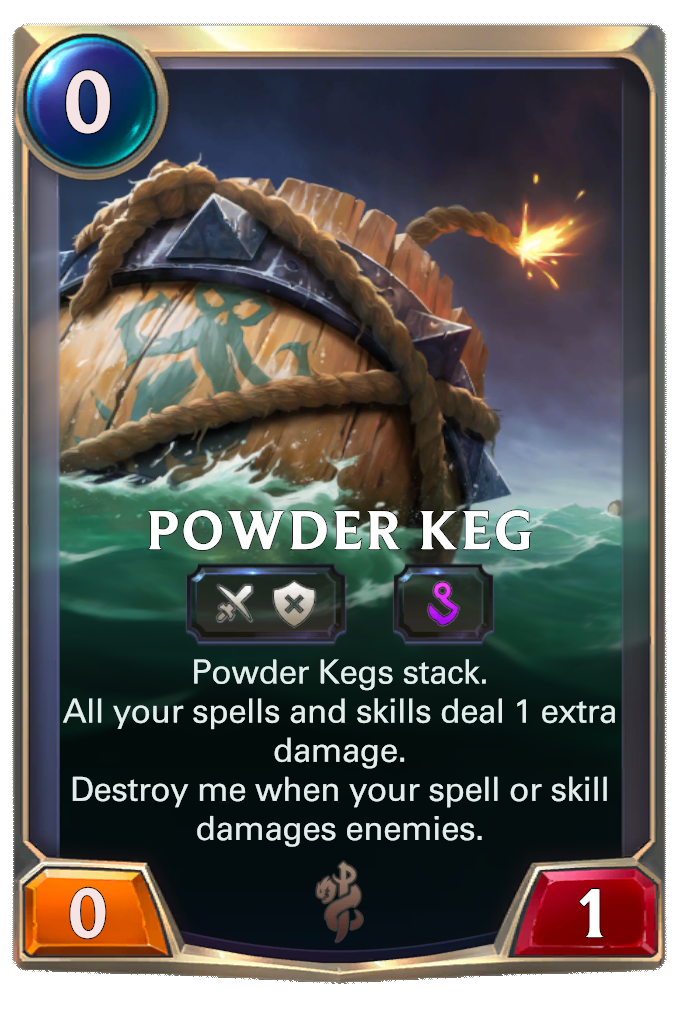 0
POWDER KEG
Powder Kegs stack.
All your spells and skills deal 1 extra
damage.
Destroy me when your spell or skill
damages enemies.
0
1